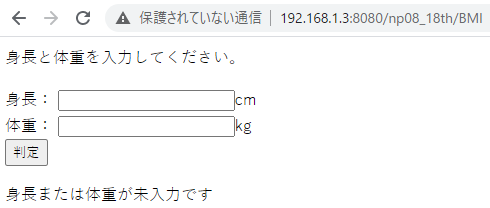 保護されていない通信 | 192.168.1.3:8080/np08_18th/BMI
身長と体重を入力してください。
身長： cm
体重： kg
判定
身長または体重が未入力です